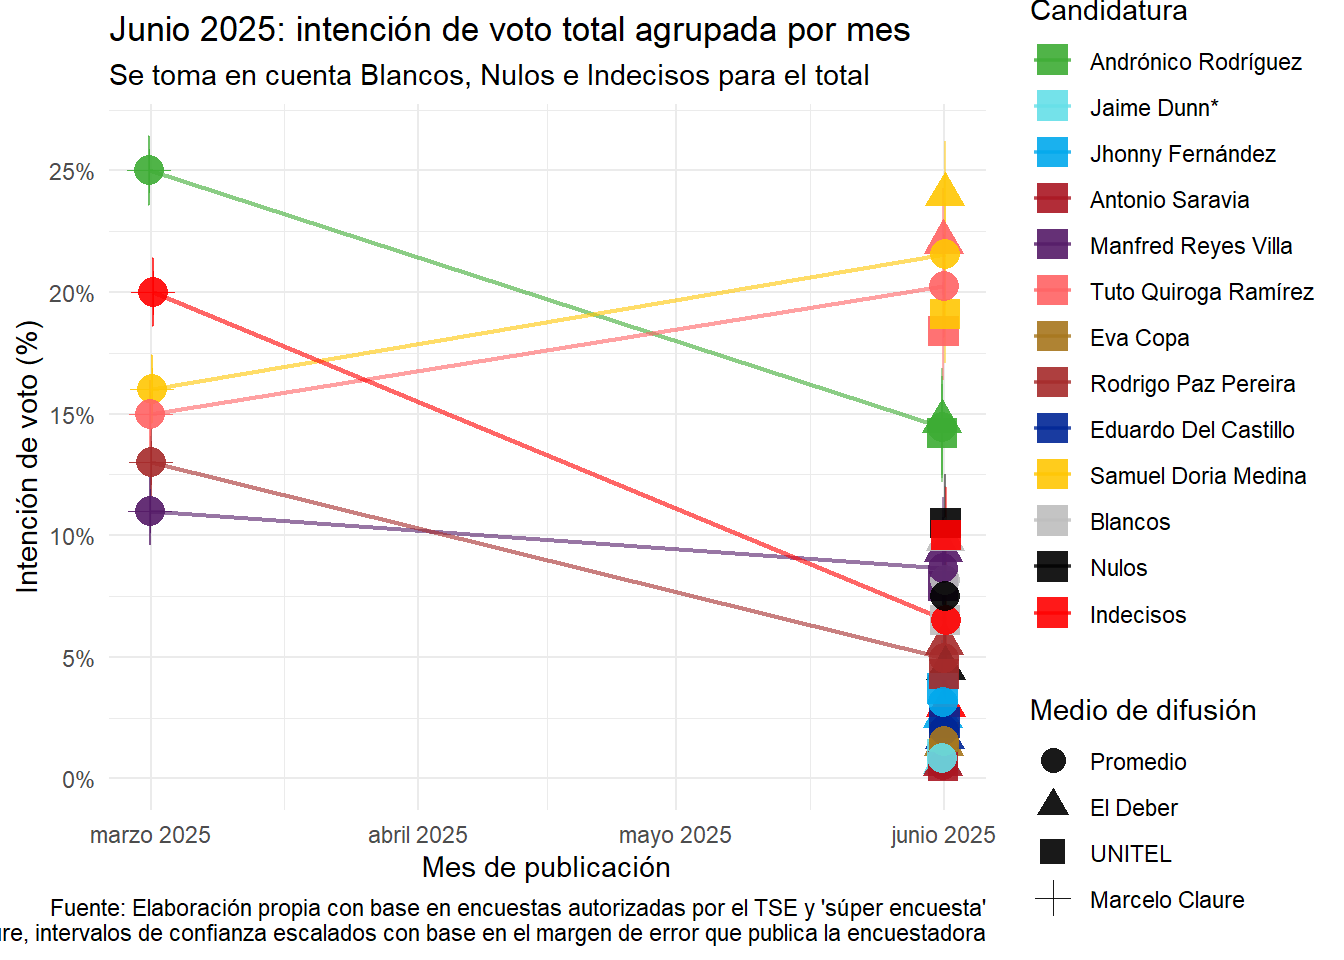 Junio 2025: intención de voto total agrupada por mes
Se toma en cuenta Blancos, Nulos e Indecisos para el total
Intención de voto (%)
25%
20%
15%
10%
5%
0%
marzo 2025
abril 2025
mayo 2025
junio 2025
Mes de publicación
Fuente: Elaboración propia con base en encuestas autorizadas por el TSE y 'súper encuesta'
intervalos de confianza escalados con base en el margen de error que publica la encuestadora
Candidatura
Andrónico Rodríguez
Jaime Dunn*
Jhonny Fernández
Antonio Saravia
Manfred Reyes Villa
Tuto Quiroga Ramírez
Eva Copa
Rodrigo Paz Pereira
Eduardo Del Castillo
Samuel Doria Medina
Blancos
Nulos
Indecisos
Medio de difusión
Promedio
El Deber
UNITEL
Marcelo Claure